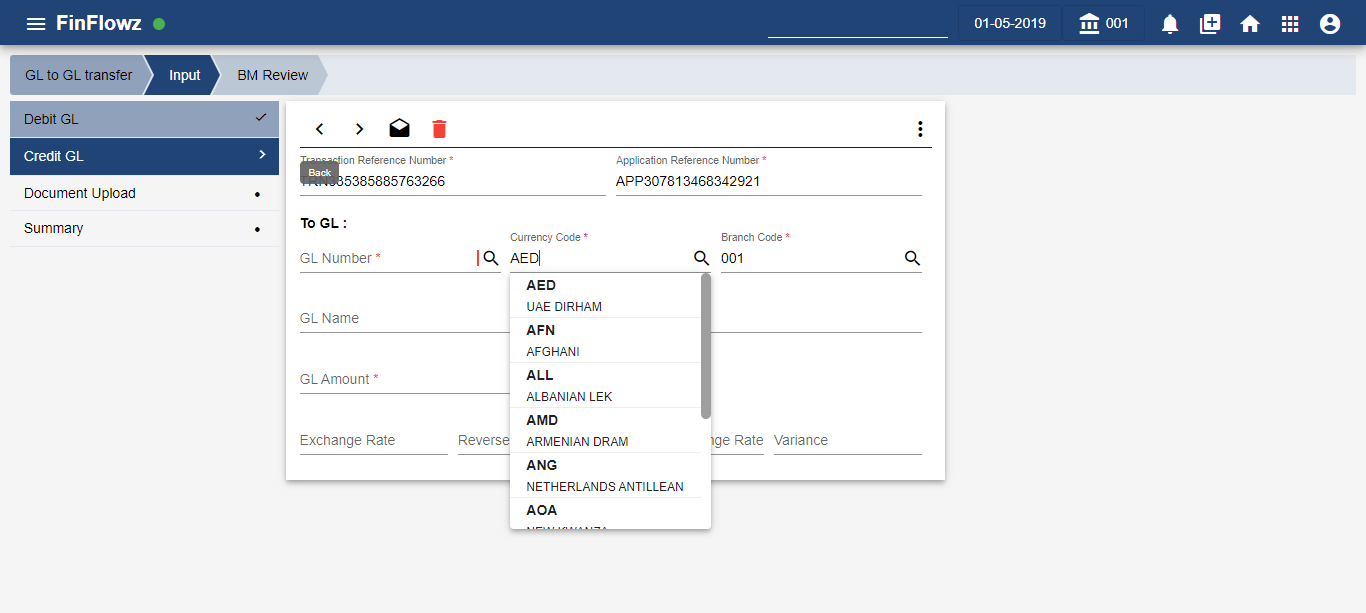 FinFlowz
01-05-2019
001
GL to GL transfer
Input
BM Review
Debit GL
Credit GL
Document Upload
Summary
Transaction Reference Number *
Application Reference Number *
Back
TRN385385885763266
APP307813468342921
To GL :
Currency Code *
Branch Code *
GL Number *
AED
001
AED
UAE DIRHAM
GL Name
AFN
AFGHANI
ALL
GL Amount *
ALBANIAN LEK
AMD
ARMENIAN DRAM
Exchange Rate
Reverse
nge Rate
Variance
ANG
NETHERLANDS ANTILLEAN
AOA
NEW KWANZA